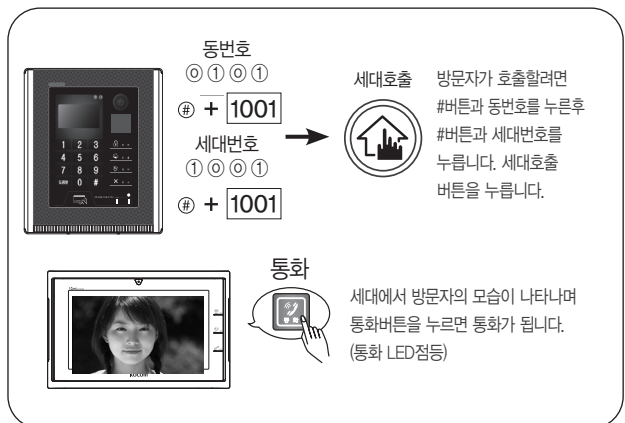 동번호
⓪①⓪①
# + 1001
세대번호
①⓪⓪①
# + 1001
세대호출
방문자가 호출할려면
#버튼과 동번호를 누른후
#버튼과 세대번호를
누릅니다. 세대호출
버튼을 누릅니다.
1 2 3
4 5 6
7 8 9
0 #
통화
세대에서 방문자의 모습이 나타나며
통화버튼을 누르면 통화가 됩니다.
(통화 LED점등)
KOCOM